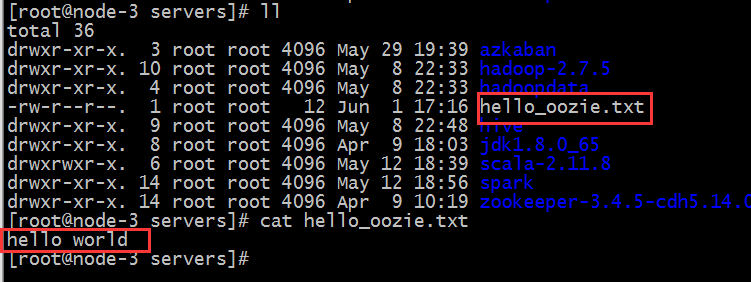 [root@node-3 servers]# ll
total 36
drwxr-xr-x.  3 root root 4096 May 29 19:39 azkaban
drwxr-xr-x. 10 root root 4096 May  8 22:33 hadoop-2.7.5
drwxr-xr-x.  4 root root 4096 May  8 22:33 hadoopdata
-rw-r--r--.  1 root root   12 Jun  1 17:16 hello_oozie.txt
drwxr-xr-x.  9 root root 4096 May  8 22:48 hive
drwxr-xr-x.  8 root root 4096 Apr  9 18:03 jdk1.8.0_65
drwxrwxr-x.  6 root root 4096 May 12 18:39 scala-2.11.8
drwxr-xr-x. 14 root root 4096 May 12 18:56 spark
drwxr-xr-x. 14 root root 4096 Apr  9 10:19 zookeeper-3.4.5-cdh5.14.0
[root@node-3 servers]# cat hello_oozie.txt
hello world
[root@node-3 servers]#